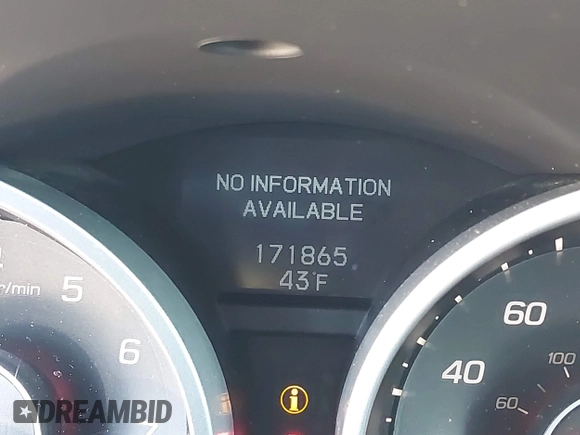 NO INFORMATION
AVAILABLE
171865
43°F
5
6
60
40
100
60
i
DREAMBID